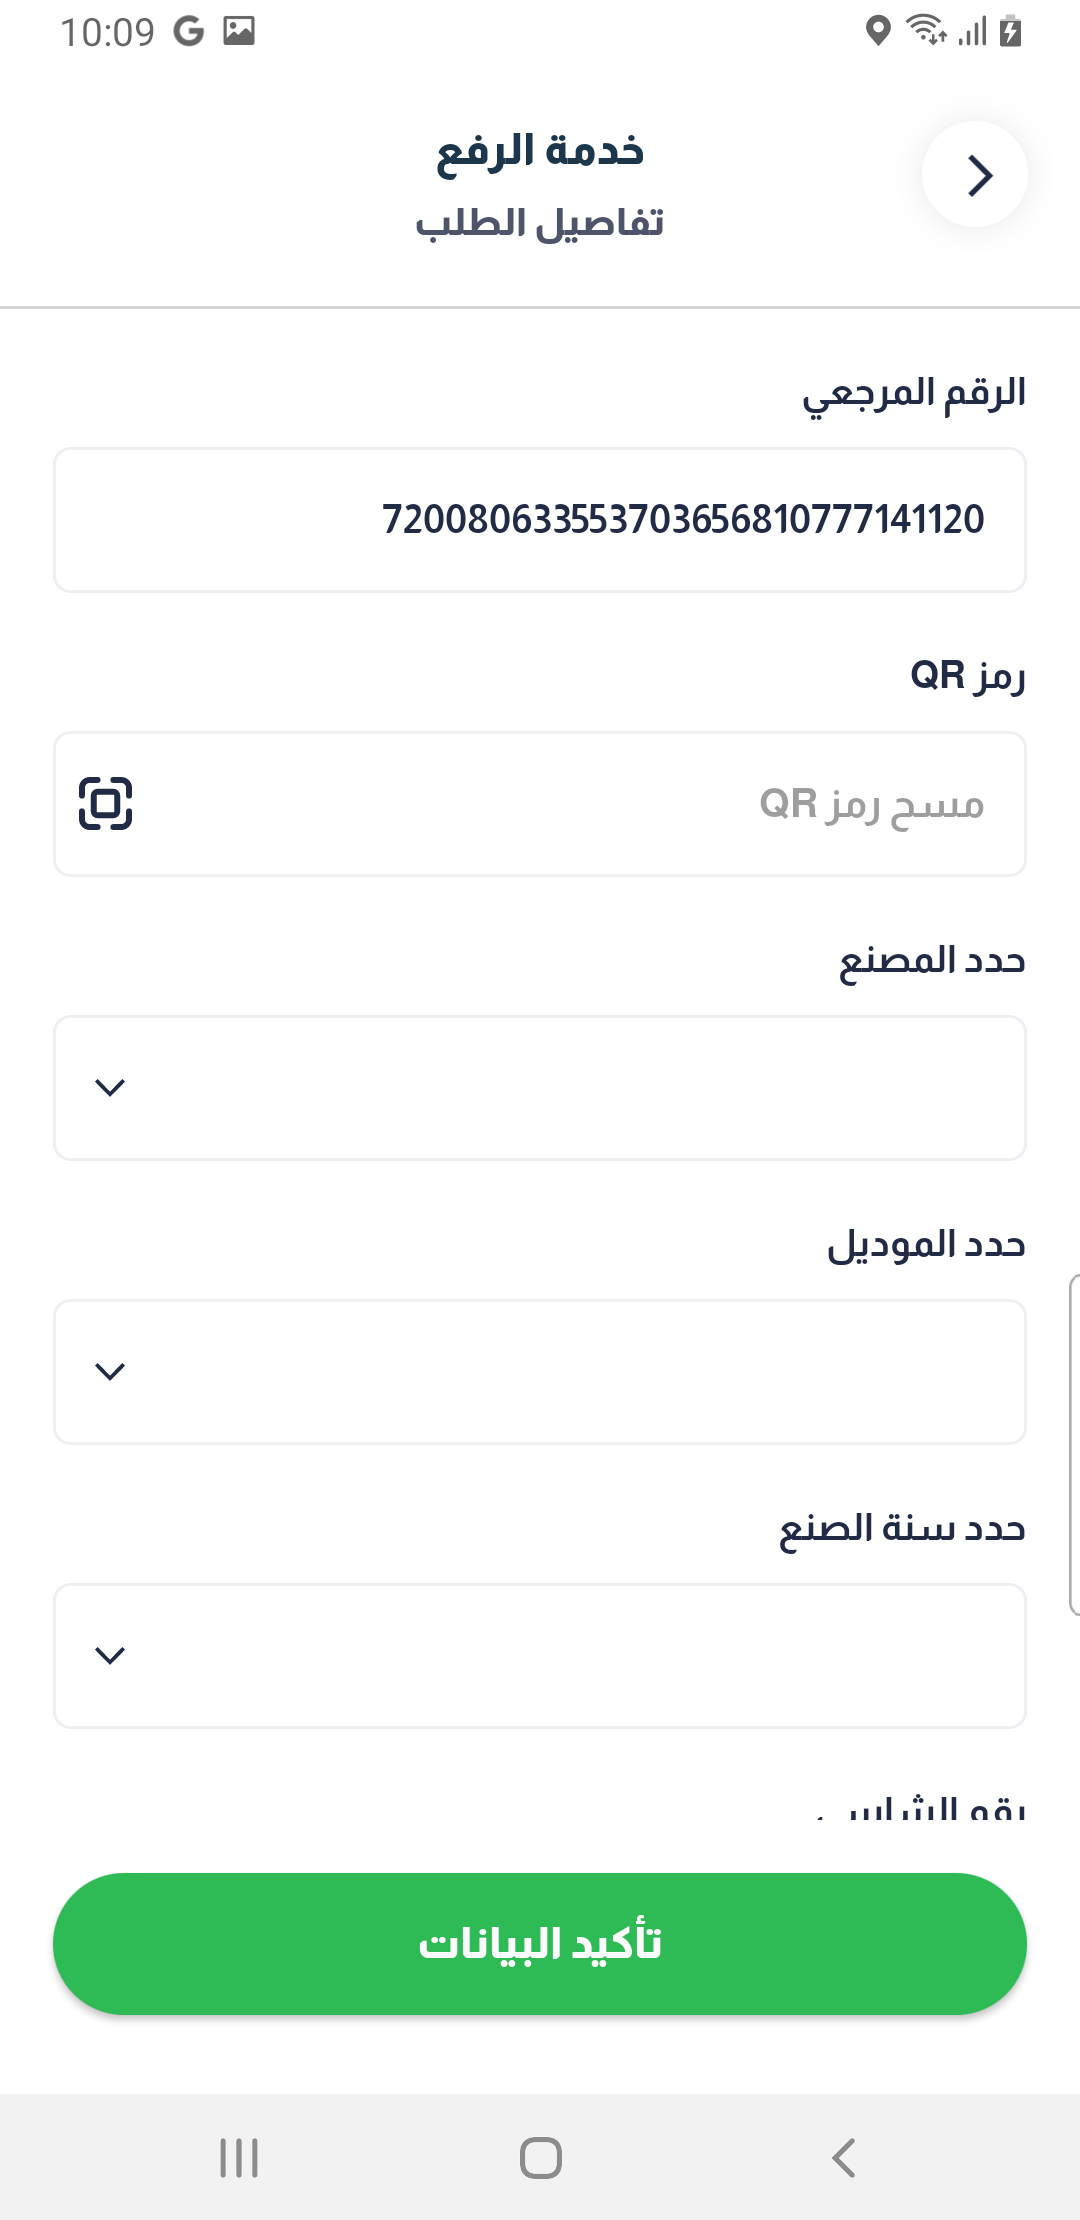 10:09
خدمة الرفع
تفاصيل الطلب
الرقم المرجعي
720080633553703656810777141120
رمز QR
مسح رمز QR
حدد المصنع
حدد الموديل
حدد سنة الصنع
رقم الشاسي
تأكيد البيانات